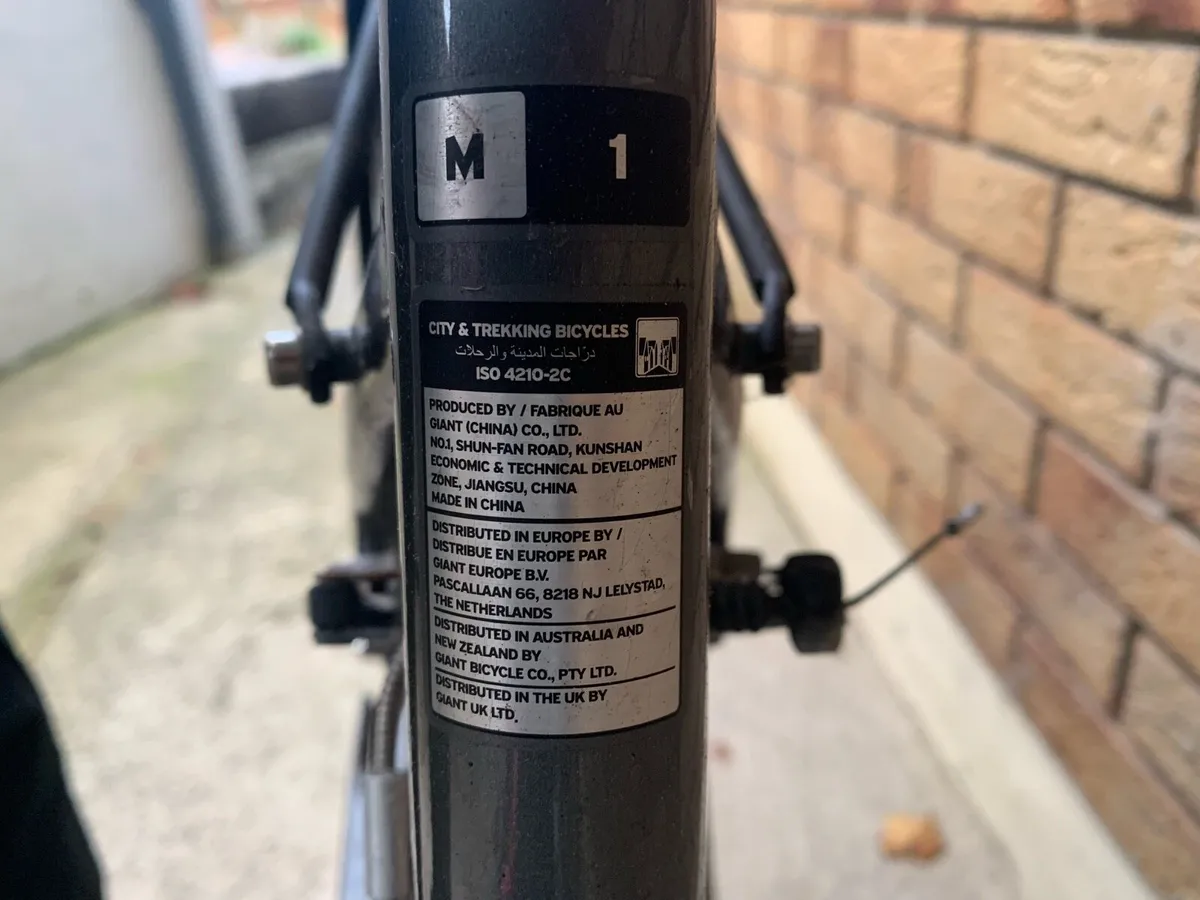 M 1
CITY & TREKKING BICYCLES
درّاجات المدينة والرحلات
ISO 4210-2C
PRODUCED BY / FABRIQUE AU
GIANT (CHINA) CO., LTD.
NO.1, SHUN-FAN ROAD, KUNSHAN
ECONOMIC & TECHNICAL DEVELOPMENT
ZONE, JIANGSU, CHINA
MADE IN CHINA
DISTRIBUTED IN EUROPE BY /
DISTRIBUE EN EUROPE PAR
GIANT EUROPE B.V.
PASCALLAAN 66, 8218 NJ LELYSTAD,
THE NETHERLANDS
DISTRIBUTED IN AUSTRALIA AND
NEW ZEALAND BY
GIANT BICYCLE CO., PTY LTD.
DISTRIBUTED IN THE UK BY
GIANT UK LTD.